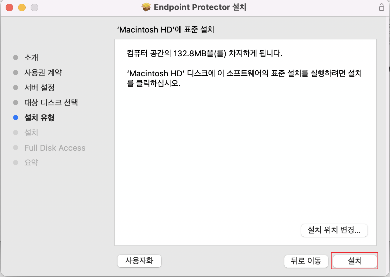 Endpoint Protector 설치
'Macintosh HD'에 표준 설치
소개
사용권 계약
서버 설정
대상 디스크 선택
설치 유형
설치
Full Disk Access
요약
컴퓨터 공간의 132.8MB을(를) 차지하게 됩니다.
'Macintosh HD' 디스크에 이 소프트웨어의 표준 설치를 실행하려면 설치
를 클릭하십시오.
설치 위치 변경...
사용자화
뒤로 이동
설치